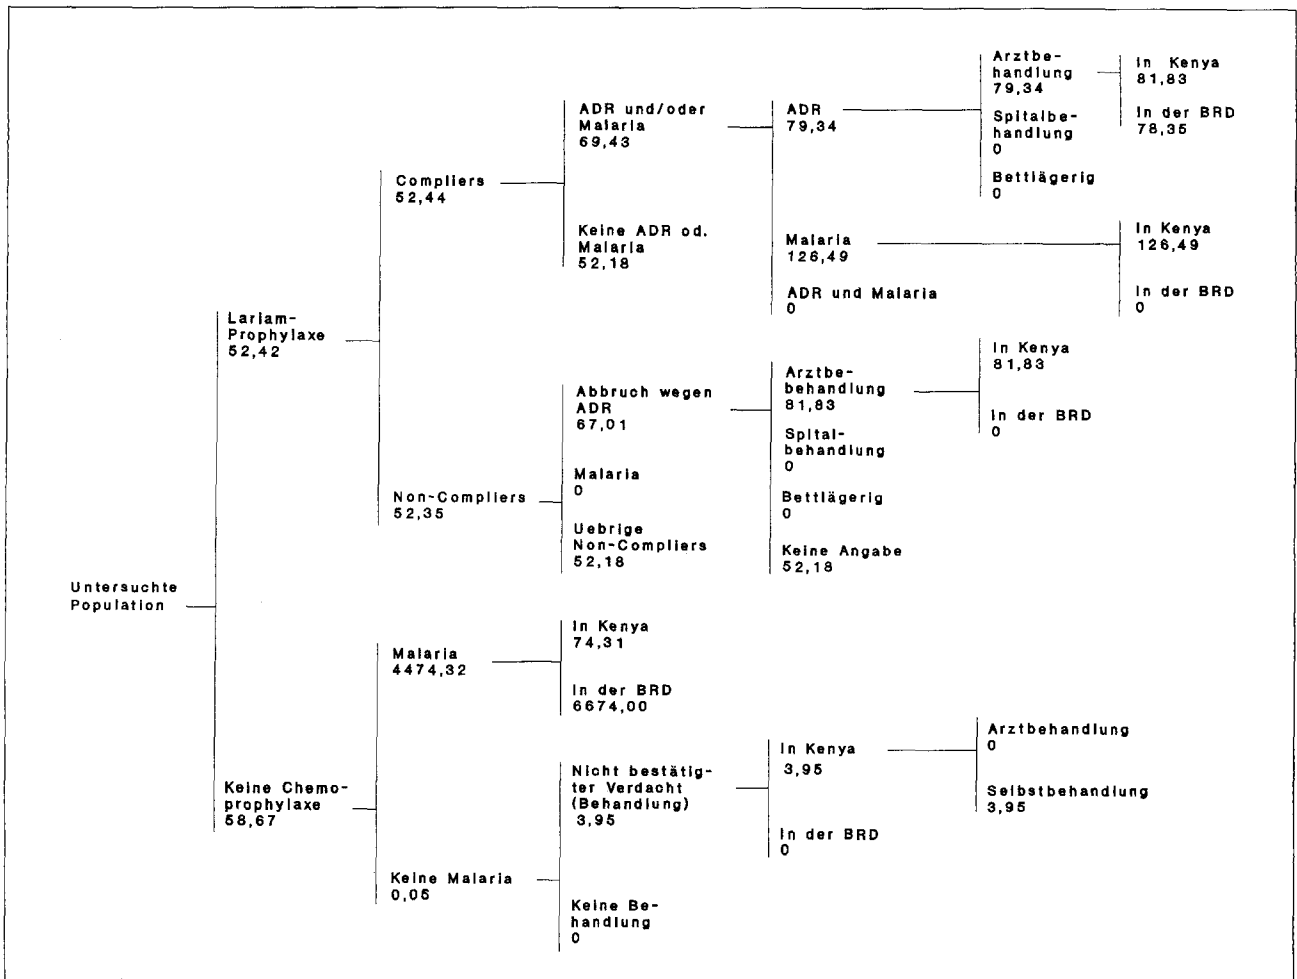 Untersuchte
Population
Lariam-
Prophylaxe
52,42
Compliers
52,44
ADR und/oder
Malaria
69,43
ADR
79,34
Arztbe-
handlung
79,34
In Kenya
81,83
In der BRD
78,35
Spitalbe-
handlung
0
Bettlägerig
0
Malaria
126,49
In Kenya
126,49
In der BRD
0
ADR und Malaria
0
Keine ADR od.
Malaria
52,18
Non-Compliers
52,35
Abbruch wegen
ADR
67,01
Arztbe-
behandlung
81,83
In Kenya
81,83
In der BRD
0
Spital-
behandlung
0
Bettlägerig
0
Keine Angabe
52,18
Malaria
0
Uebrige
Non-Compliers
52,18
Keine Chemo-
prophylaxe
58,67
Malaria
4474,32
In Kenya
74,31
In der BRD
6674,00
Keine Malaria
0,05
Nicht bestätig-
ter Verdacht
(Behandlung)
3,95
In Kenya
3,95
Arztbehandlung
0
Selbstbehandlung
3,95
In der BRD
0
Keine Be-
handlung
0